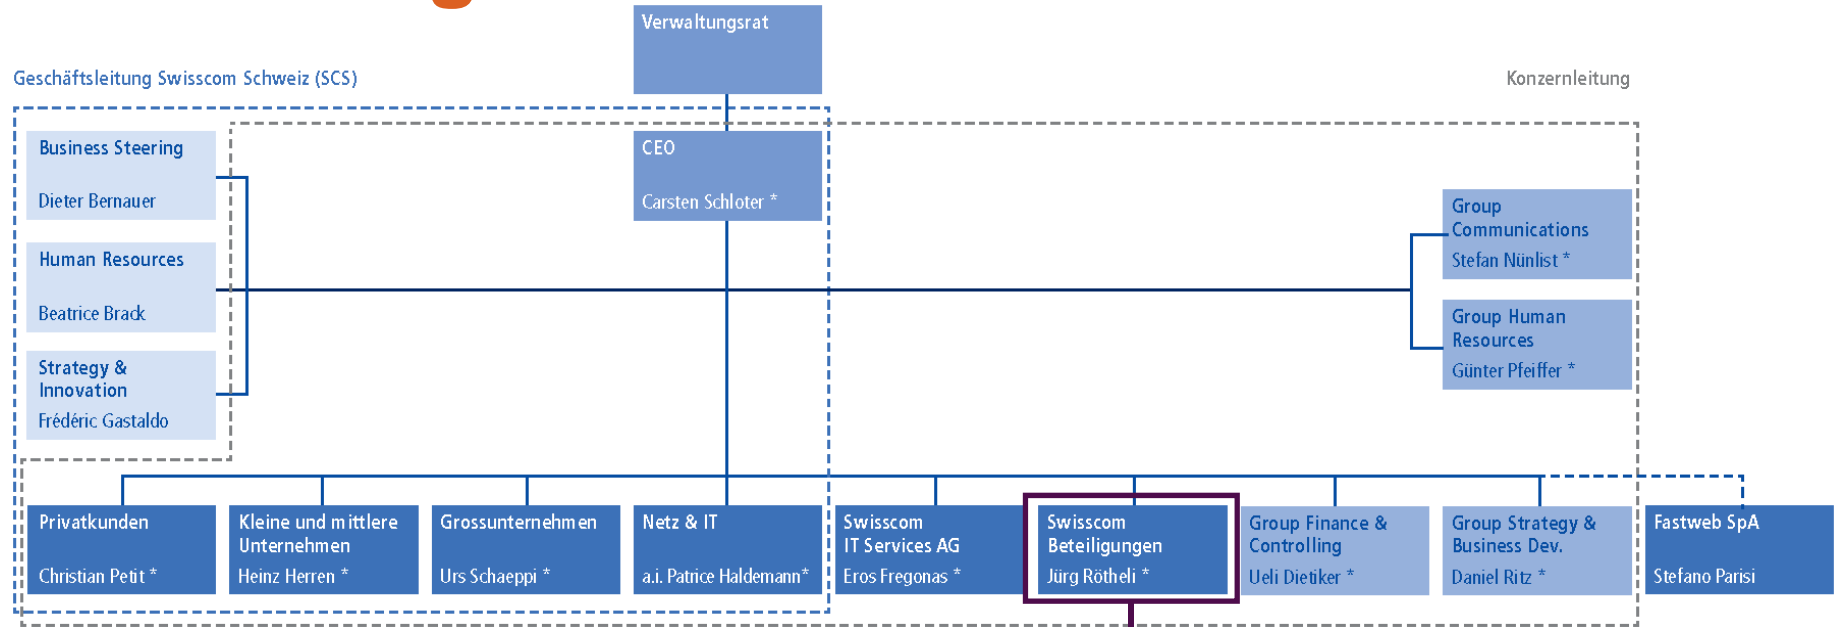 Verwaltungsrat
Geschäftsleitung Swisscom Schweiz (SCS)
Konzernleitung
Business Steering
Dieter Bernauer
CEO
Carsten Schloter *
Group
Communications
Stefan Nünlist *
Human Resources
Beatrice Brack
Group Human
Resources
Günter Pfeiffer *
Strategy &
Innovation
Frédéric Gastaldo
Privatkunden
Christian Petit *
Kleine und mittlere
Unternehmen
Heinz Herren *
Grossunternehmen
Urs Schaeppi *
Netz & IT
a.i. Patrice Haldemann*
Swisscom
IT Services AG
Eros Fregonas *
Swisscom
Beteiligungen
Jürg Rötheli *
Group Finance &
Controlling
Ueli Dietiker *
Group Strategy &
Business Dev.
Daniel Ritz *
Fastweb SpA
Stefano Parisi